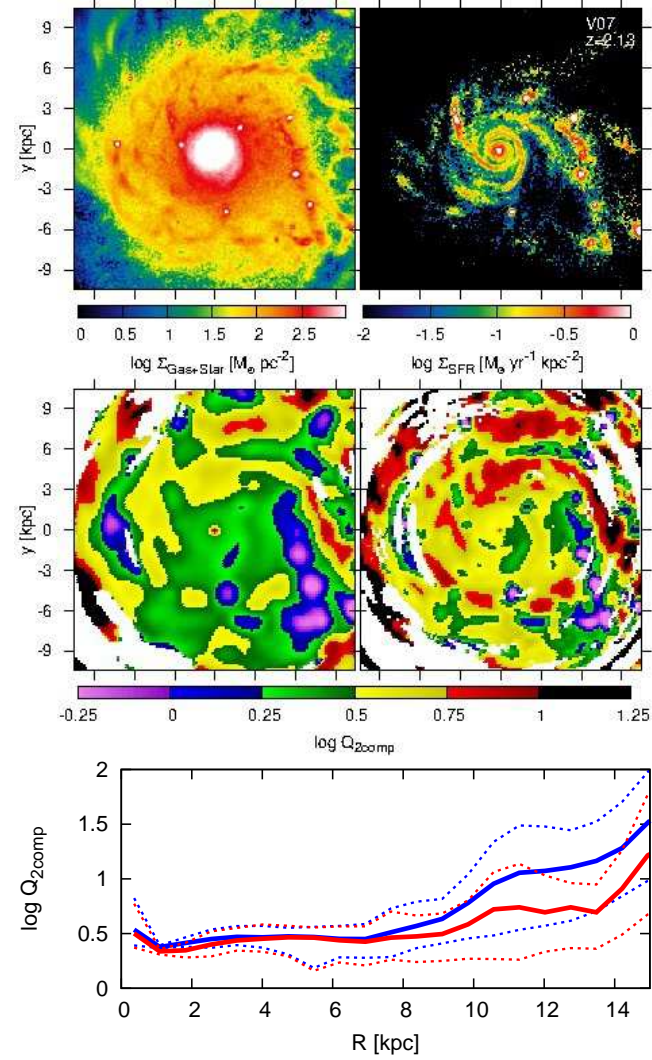 V07
z=2.13
y [kpc]
9
6
3
0
-3
-6
-9
0 0.5 1 1.5 2 2.5
-2 -1.5 -1 -0.5 0
log Σ_Gas+Star [M_⊙ pc⁻²]
log Σ_SFR [M_⊙ yr⁻¹ kpc⁻²]
y [kpc]
9
6
3
0
-3
-6
-9
-0.25 0 0.25 0.5 0.75 1 1.25
log Q_2comp
log Q_2comp
2
1.5
1
0.5
0
0 2 4 6 8 10 12 14
R [kpc]